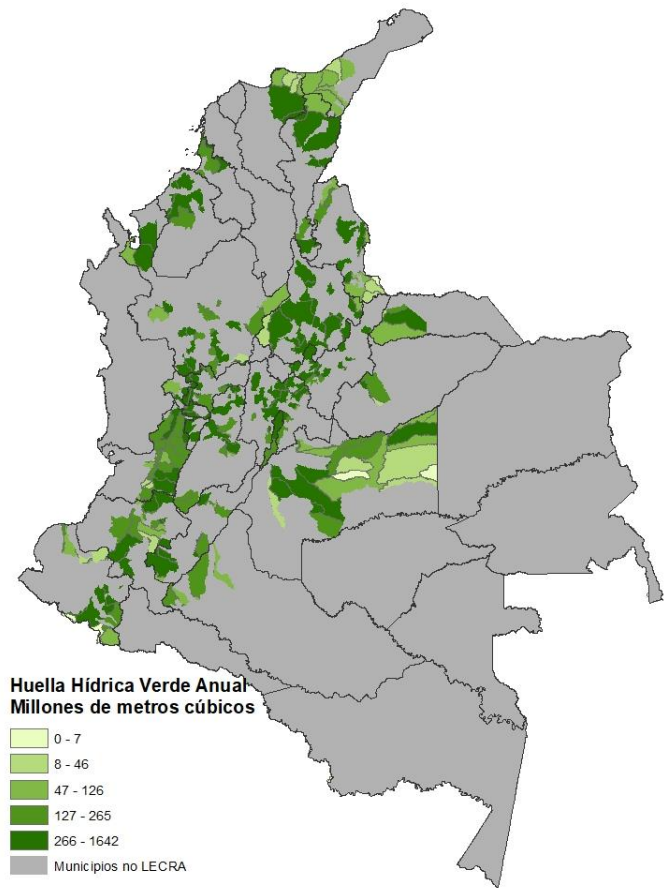 Huella Hídrica Verde Anual
Millones de metros cúbicos
0 - 7
8 - 46
47 - 126
127 - 265
266 - 1642
Municipios no LECRA